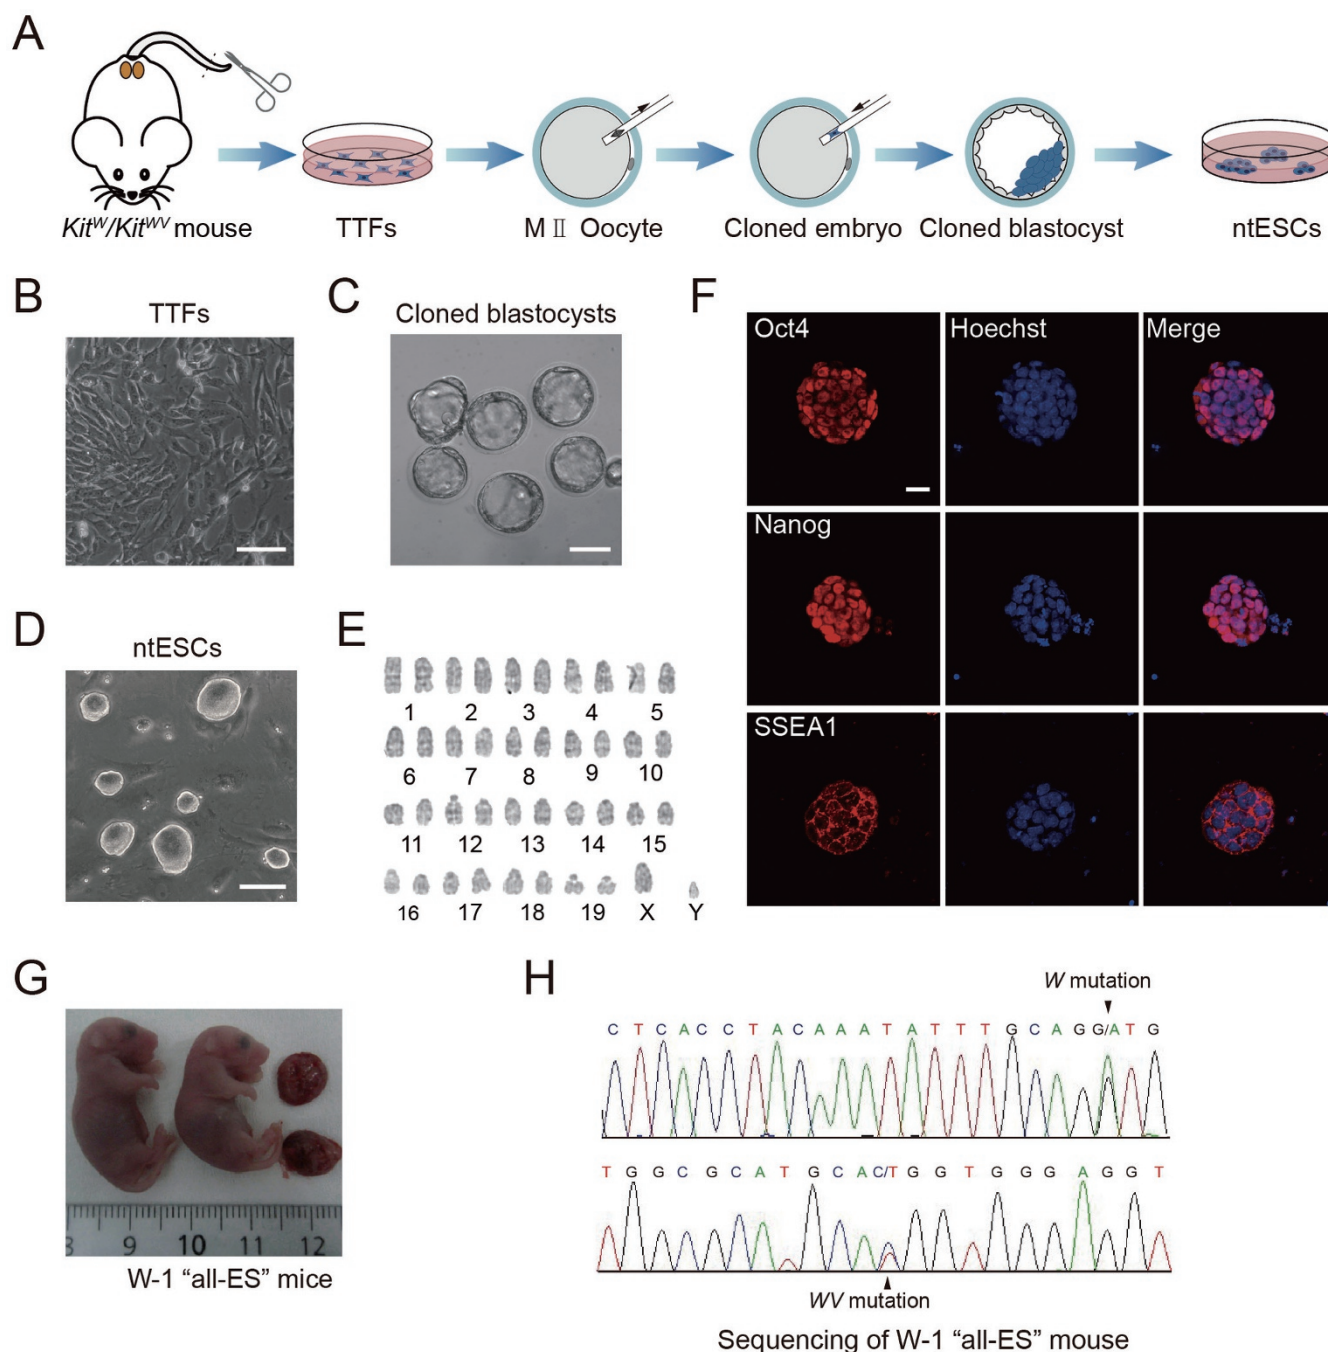 A
Kit^W/Kit^WV mouse
TTFs
M Ⅱ Oocyte
Cloned embryo
Cloned blastocyst
ntESCs
B
TTFs
C
Cloned blastocysts
D
ntESCs
E
1 2 3 4 5
6 7 8 9 10
11 12 13 14 15
16 17 18 19 X Y
F
Oct4 Hoechst Merge
Nanog
SSEA1
G
8 9 10 11 12
W-1 “all-ES” mice
H
W mutation
C T C A C C T A C A A A T A T T T G C A G G/A T G
T G G C G C A T G C A C/T G G T G G G A G G T
WV mutation
Sequencing of W-1 “all-ES” mouse